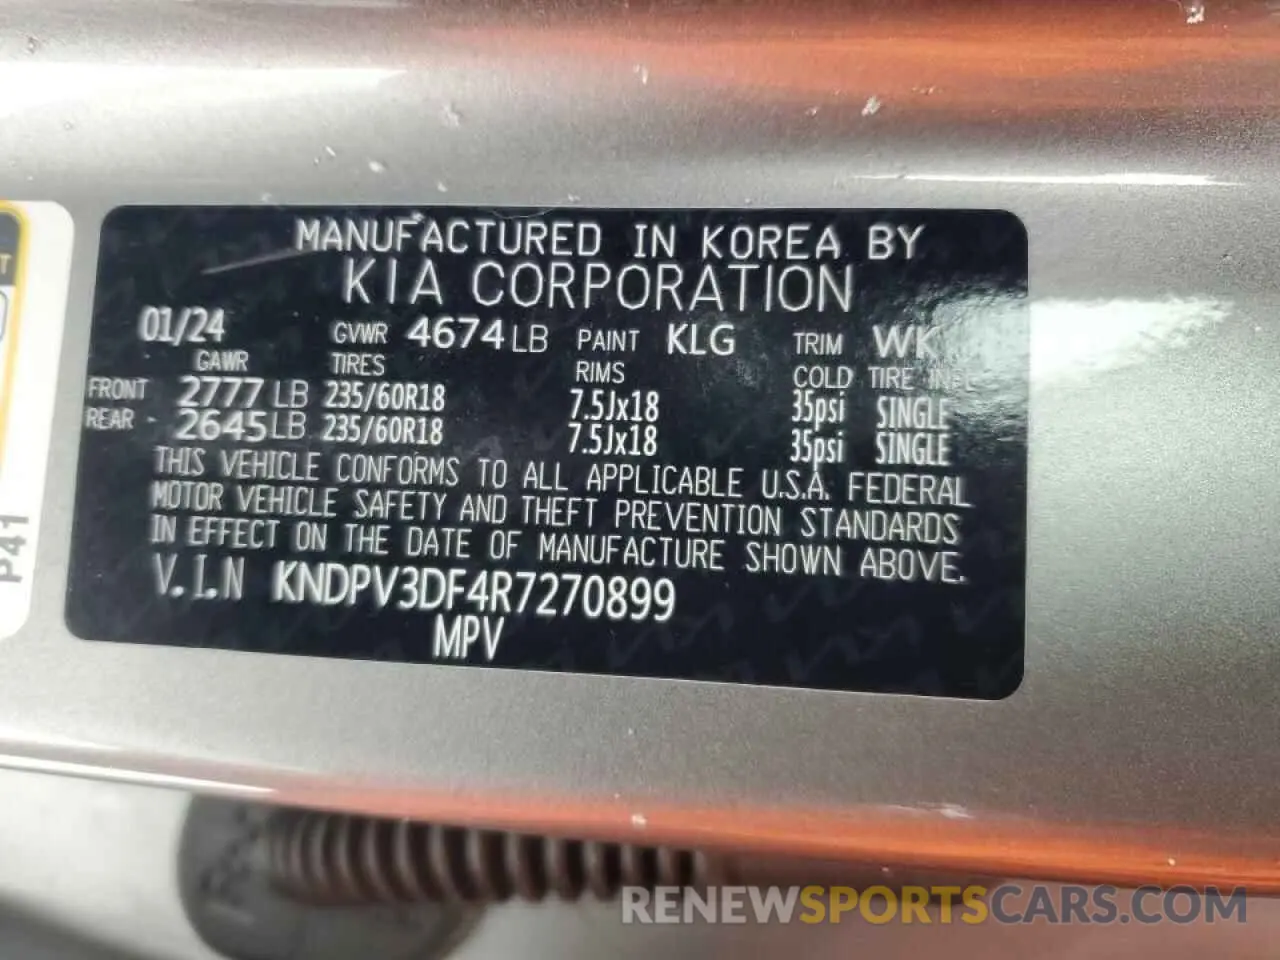 MANUFACTURED IN KOREA BY
KIA CORPORATION
01/24 GVWR 4674 LB PAINT KLG TRIM WK
GAWR TIRES RIMS COLD TIRE
FRONT 2777 LB 235/60R18 7.5Jx18 35psi SINGLE
REAR 2645 LB 235/60R18 7.5Jx18 35psi SINGLE
THIS VEHICLE CONFORMS TO ALL APPLICABLE U.S.A. FEDERAL
MOTOR VEHICLE SAFETY AND THEFT PREVENTION STANDARDS
IN EFFECT ON THE DATE OF MANUFACTURE SHOWN ABOVE.
V.I.N KNDPV3DF4R7270899
MPV
P41
RENEWSPORTSCARS.COM